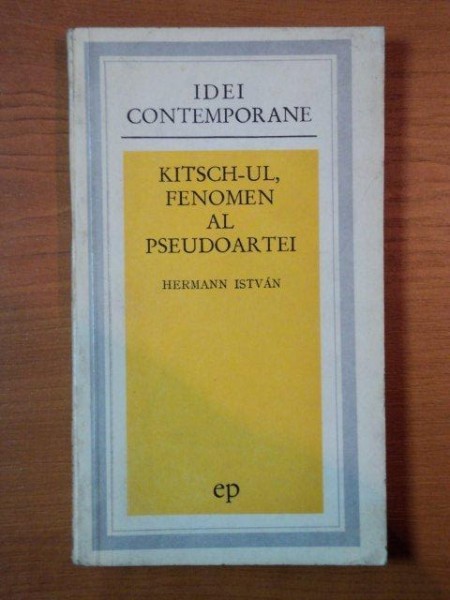 IDEI
CONTEMPORANE
KITSCH-UL,
FENOMEN
AL
PSEUDOARTEI
HERMANN ISTVÁN
ep